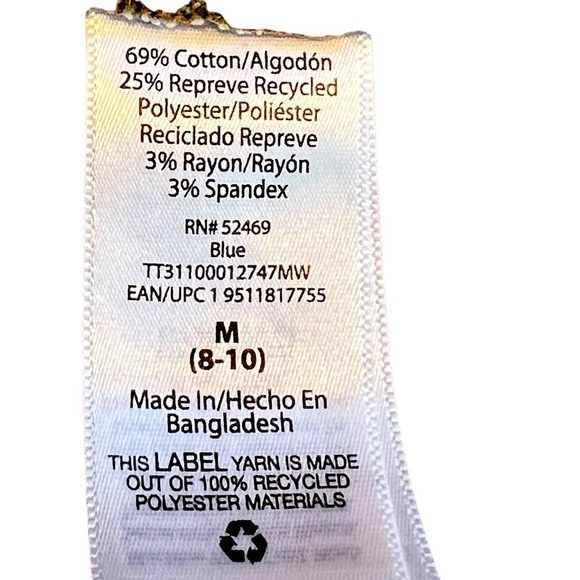 69% Cotton/Algodón
25% Repreve Recycled
Polyester/Poliéster
Reciclado Repreve
3% Rayon/Rayón
3% Spandex
RN# 52469
Blue
TT31100012747MW
EAN/UPC 1 9511817755
M
(8-10)
Made In/Hecho En
Bangladesh
THIS LABEL YARN IS MADE
OUT OF 100% RECYCLED
POLYESTER MATERIALS